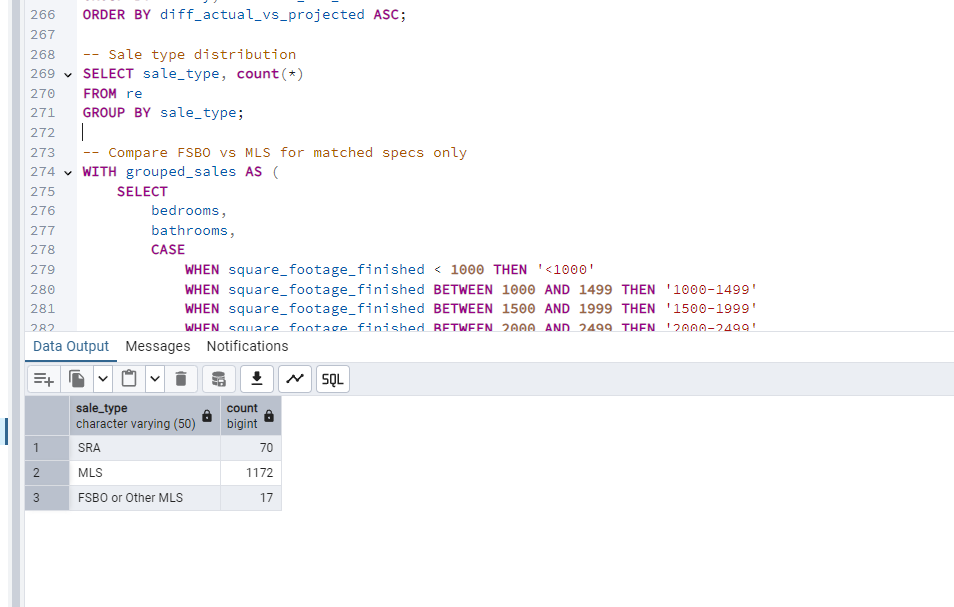 266 ORDER BY diff_actual_vs_projected ASC;
267
268 -- Sale type distribution
269 SELECT sale_type, count(*)
270 FROM re
271 GROUP BY sale_type;
272
273 -- Compare FSBO vs MLS for matched specs only
274 WITH grouped_sales AS (
275 SELECT
276 bedrooms,
277 bathrooms,
278 CASE
279 WHEN square_footage_finished < 1000 THEN '<1000'
280 WHEN square_footage_finished BETWEEN 1000 AND 1499 THEN '1000-1499'
281 WHEN square_footage_finished BETWEEN 1500 AND 1999 THEN '1500-1999'
282 WHEN square_footage_finished BETWEEN 2000 AND 2499 THEN '2000-2499'
Data Output Messages Notifications
SQL
sale_type count
character varying (50) bigint
1 SRA 70
2 MLS 1172
3 FSBO or Other MLS 17